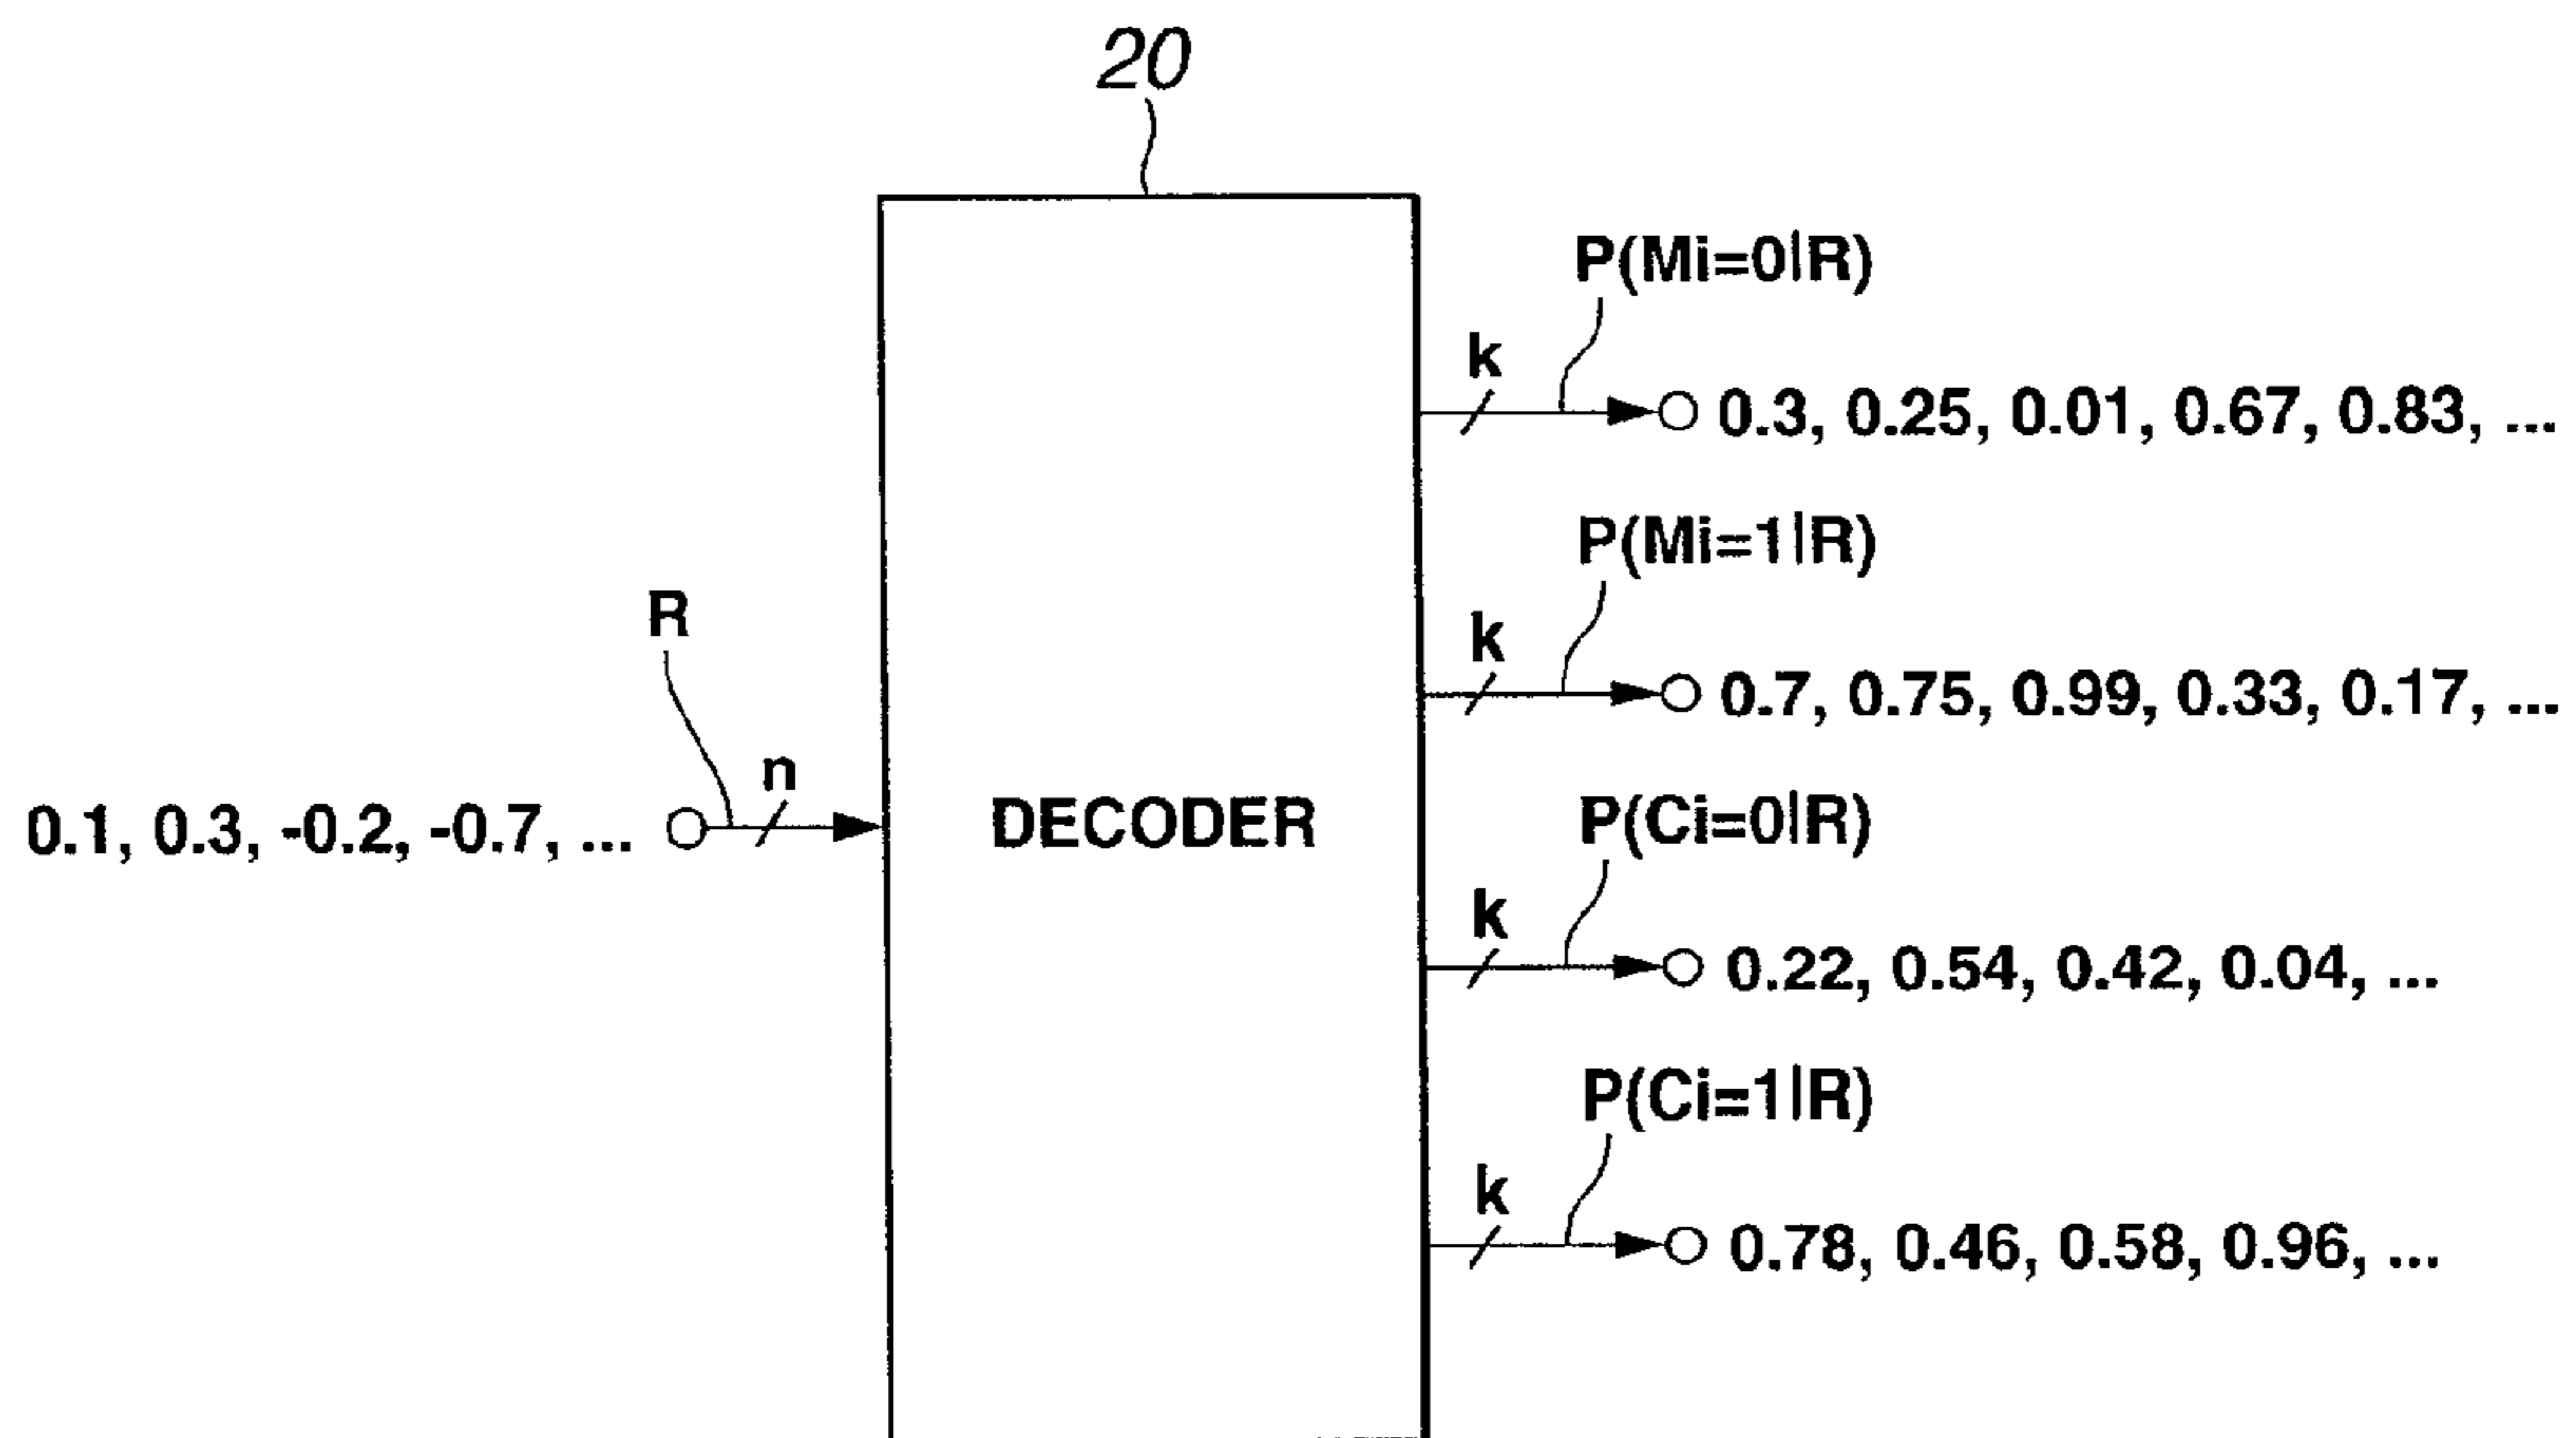 20
P(Mi=0|R)
k
0.3, 0.25, 0.01, 0.67, 0.83, ...
P(Mi=1|R)
k
0.7, 0.75, 0.99, 0.33, 0.17, ...
R
n
0.1, 0.3, -0.2, -0.7, ...
DECODER
P(Ci=0|R)
k
0.22, 0.54, 0.42, 0.04, ...
P(Ci=1|R)
k
0.78, 0.46, 0.58, 0.96, ...